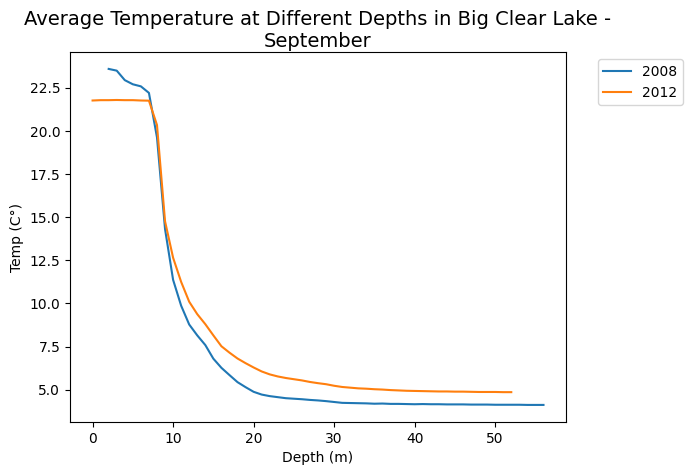 Average Temperature at Different Depths in Big Clear Lake -
September
2008
2012
22.5
20.0
17.5
15.0
12.5
10.0
7.5
5.0
Temp (C°)
0 10 20 30 40 50
Depth (m)